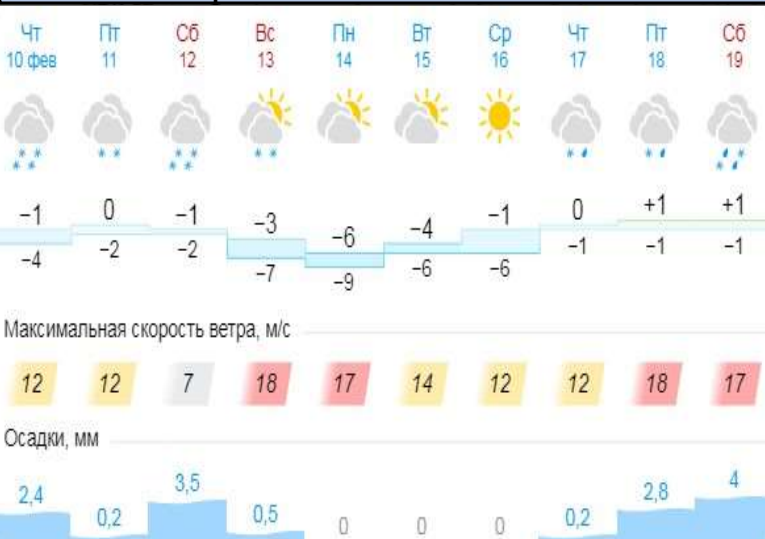 Чт Пт Сб Вс Пн Вт Ср Чт Пт Сб
10 фев 11 12 13 14 15 16 17 18 19
−1 0 −1 −3 −6 −4 −1 0 +1 +1
−4 −2 −2 −7 −9 −6 −6 −1 −1 −1
Максимальная скорость ветра, м/с
12 12 7 18 17 14 12 12 18 17
Осадки, мм
2,4 0,2 3,5 0,5 0 0 0 0,2 2,8 4